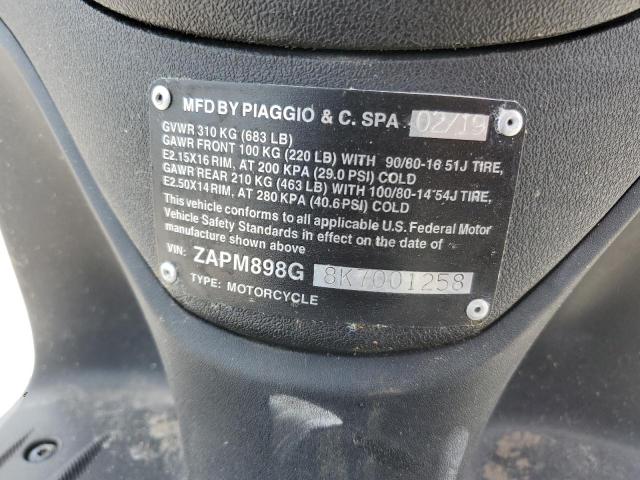 MFD BY PIAGGIO & C. SPA 02/19
GVWR 310 KG (683 LB)
GAWR FRONT 100 KG (220 LB) WITH 90/80-16 51J TIRE,
E2.15X16 RIM, AT 200 KPA (29.0 PSI) COLD
GAWR REAR 210 KG (463 LB) WITH 100/80-14 54J TIRE,
E2.50X14 RIM, AT 280 KPA (40.6 PSI) COLD
This vehicle conforms to all applicable U.S. Federal Motor
Vehicle Safety Standards in effect on the date of
manufacture shown above
VIN: ZAPM898G 8K7001258
TYPE: MOTORCYCLE